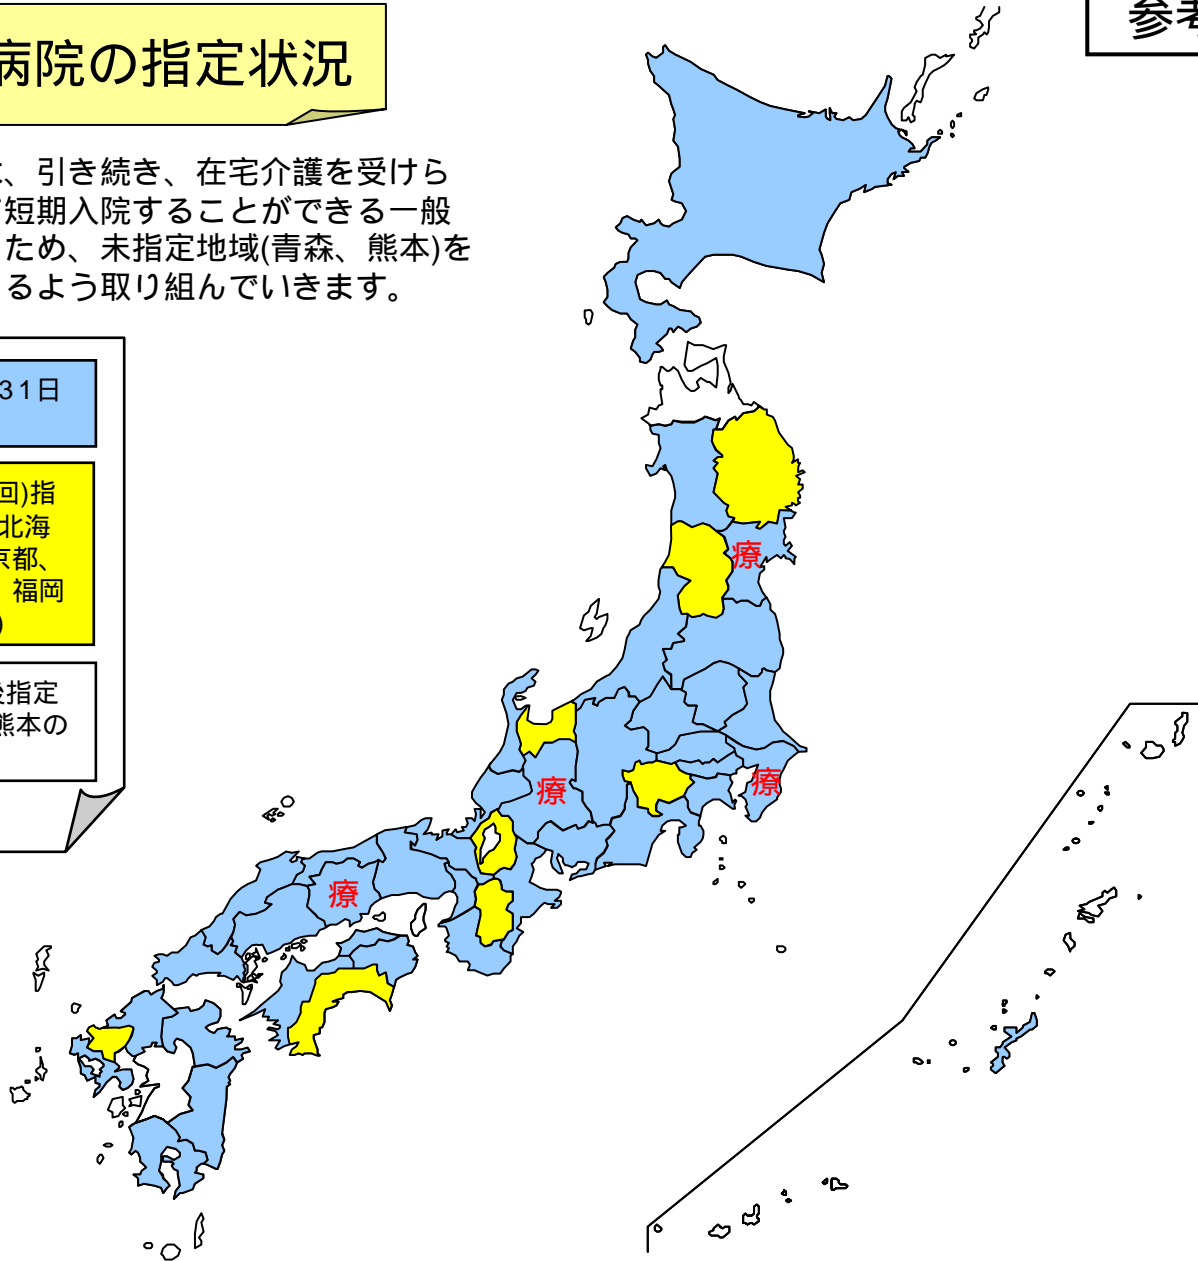 病院の指定状況
参考
は、引き続き、在宅介護を受けら
短期入院することができる一般
ため、未指定地域(青森、熊本)を
るよう取り組んでいきます。
31日
回)指
北海
京都、
福岡
)
後指定
熊本の
療
療
療
療